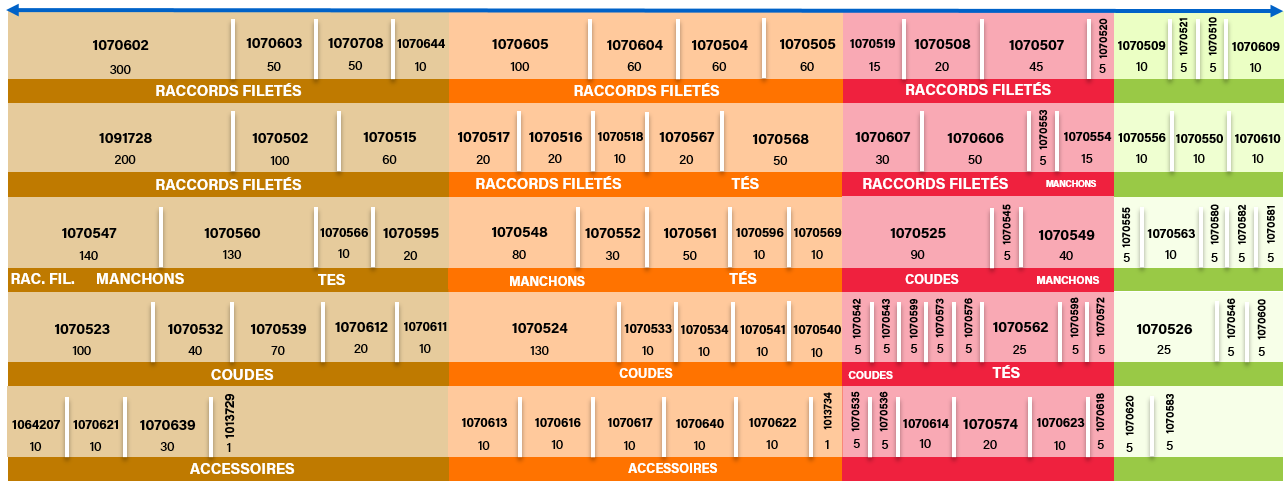 1070602 1070603 1070708 1070644 1070605 1070604 1070504 1070505 1070519 1070508 1070507 1070520 1070509 1070521 1070510 1070609
300 50 50 10 100 60 60 60 15 20 45 5 10 5 5 10
RACCORDS FILETÉS RACCORDS FILETÉS RACCORDS FILETÉS
1091728 1070502 1070515 1070517 1070516 1070518 1070567 1070568 1070607 1070606 1070553 1070554 1070556 1070550 1070610
200 100 60 20 20 10 20 50 30 50 5 15 10 10 10
RACCORDS FILETÉS RACCORDS FILETÉS TÉS RACCORDS FILETÉS MANCHONS
1070547 1070560 1070566 1070595 1070548 1070552 1070561 1070596 1070569 1070525 1070545 1070549 1070555 1070563 1070580 1070582 1070581
140 130 10 20 80 30 50 10 10 90 5 40 5 10 5 5 5
RAC. FIL. MANCHONS TES MANCHONS TÉS COUDES MANCHONS
1070523 1070532 1070539 1070612 1070611 1070524 1070533 1070534 1070541 1070540 1070542 1070543 1070599 1070573 1070576 1070562 1070598 1070572 1070526 1070546 1070600
100 40 70 20 10 130 10 10 10 10 5 5 5 5 5 25 5 5 25 5 5
COUDES COUDES COUDES TÉS
1064207 1070621 1070639 1013729 1070613 1070616 1070617 1070640 1070622 1013734 1070535 1070536 1070614 1070574 1070623 1070618 1070620 1070583
10 10 30 1 10 10 10 10 10 1 5 5 10 20 10 5 5 5
ACCESSOIRES ACCESSOIRES